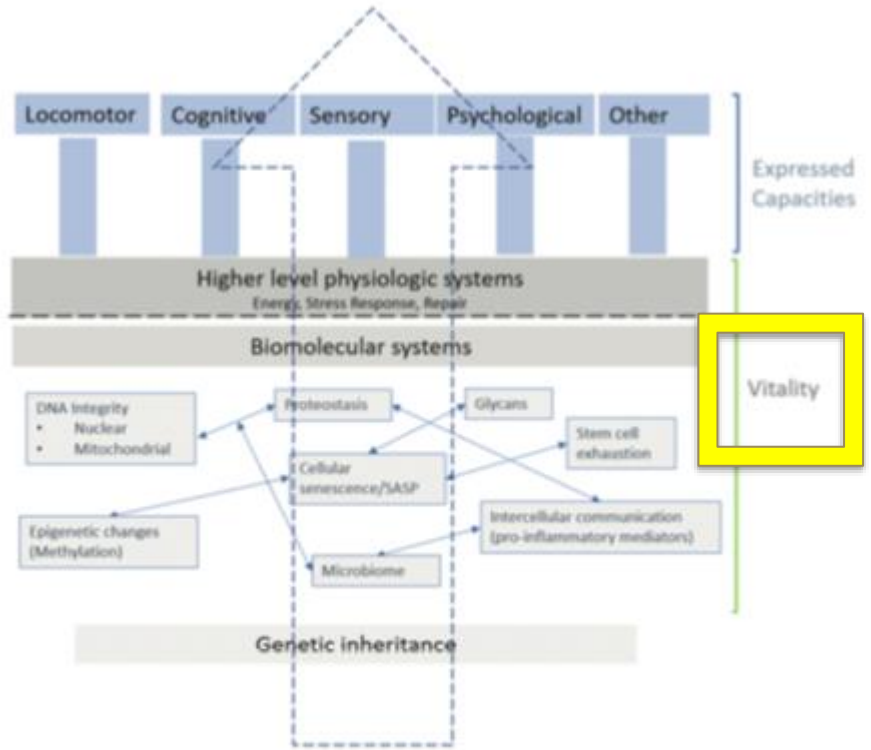 Locomotor
Cognitive
Sensory
Psychological
Other
Expressed
Capacities
Higher level physiologic systems
Energy, Stress Response, Repair
Biomolecular systems
Vitality
DNA Integrity
• Nuclear
• Mitochondrial
Proteostasis
Glycans
Stem cell
exhaustion
Cellular
senescence/SASP
Epigenetic changes
(Methylation)
Intercellular communication
(pro-inflammatory mediators)
Microbiome
Genetic inheritance